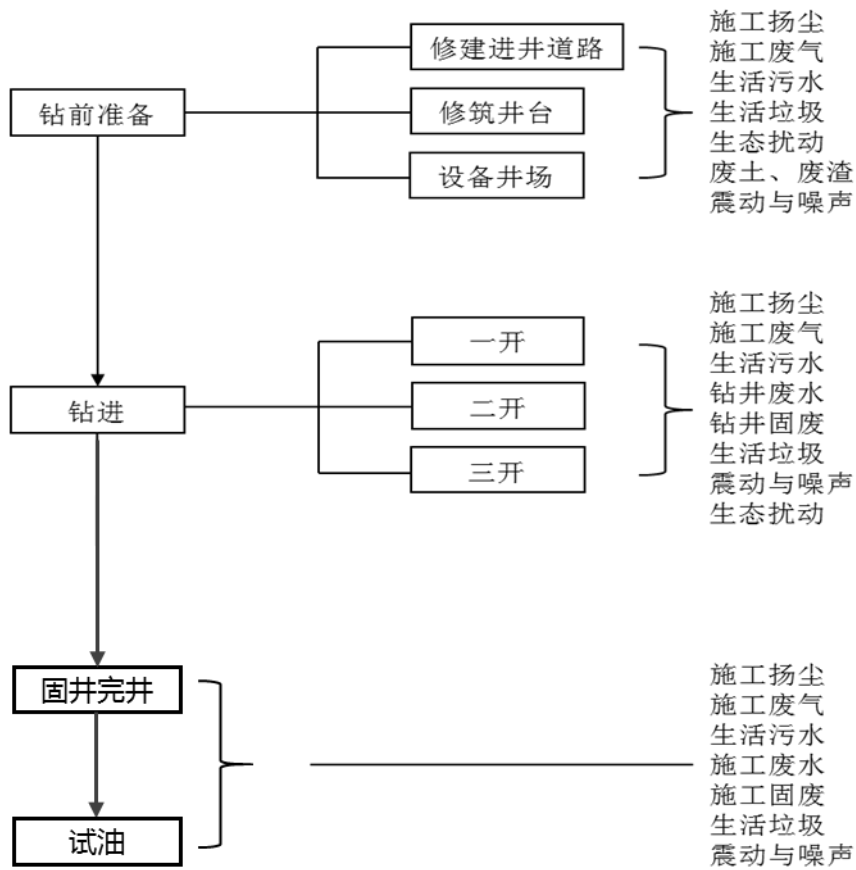 钻前准备
修建进井道路
修筑井台
设备井场
施工扬尘
施工废气
生活污水
生活垃圾
生态扰动
废土、废渣
震动与噪声
钻进
一开
二开
三开
施工扬尘
施工废气
生活污水
钻井废水
钻井固废
生活垃圾
震动与噪声
生态扰动
固井完井
试油
施工扬尘
施工废气
生活污水
施工废水
施工固废
生活垃圾
震动与噪声